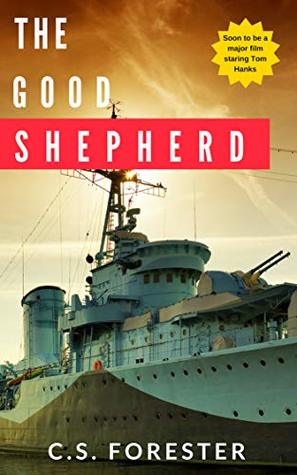 THE
GOOD
SHEPHERD
Soon to be a
major film
staring Tom
Hanks
C.S. FORESTER